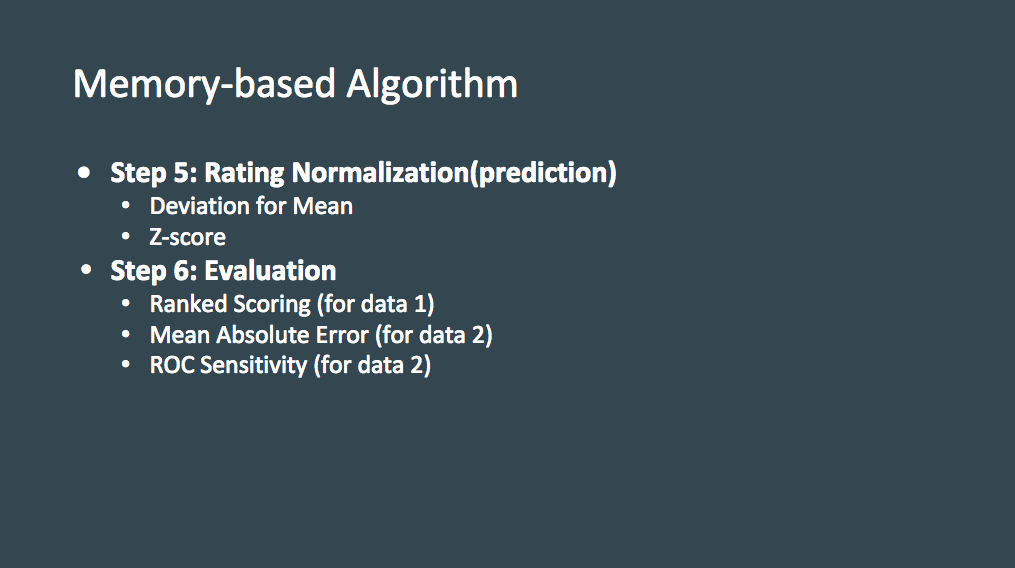 Memory-based Algorithm
• Step 5: Rating Normalization(prediction)
• Deviation for Mean
• Z-score
• Step 6: Evaluation
• Ranked Scoring (for data 1)
• Mean Absolute Error (for data 2)
• ROC Sensitivity (for data 2)